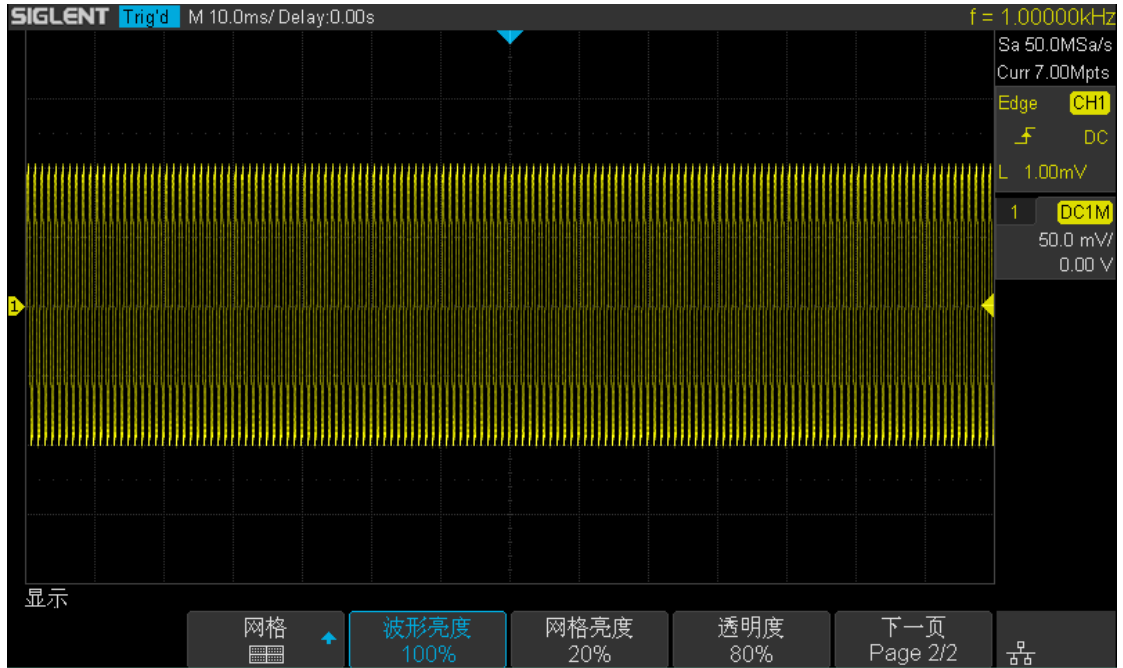 SIGLENT Trig'd M 10.0ms/ Delay:0.00s f = 1.00000kHz
Sa 50.0MSa/s
Curr 7.00Mpts
Edge CH1
DC
L 1.00mV
1 DC1M
50.0 mV/
0.00 V
1
显示
网格 波形亮度 网格亮度 透明度 下一页
100% 20% 80% Page 2/2